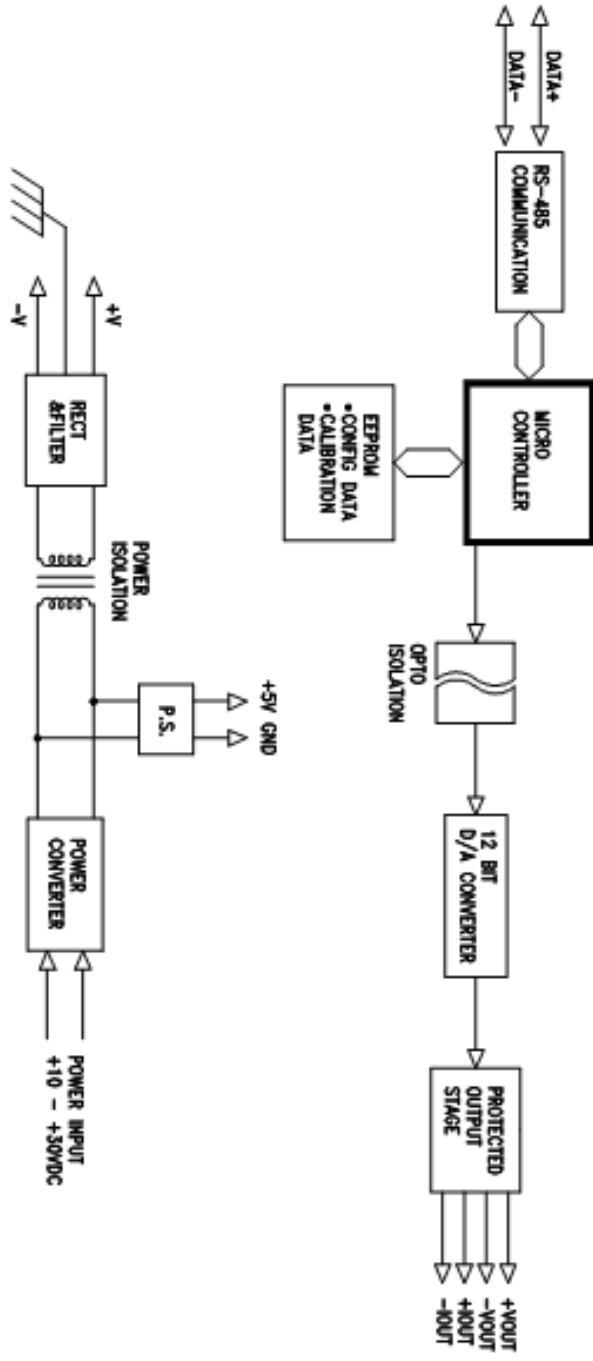 DATA+
DATA-
RS-485
COMMUNICATION
MICRO
CONTROLLER
EEPROM
•CONFIG DATA
•CALIBRATION
DATA
OPTO
ISOLATION
12 BIT
D/A CONVERTER
PROTECTED
OUTPUT
STAGE
+VOUT
-VOUT
+IOUT
-IOUT
+V
-V
RECT
&FILTER
POWER
ISOLATION
+5V GND
P.S.
POWER
CONVERTER
POWER INPUT
+10 - +30VDC